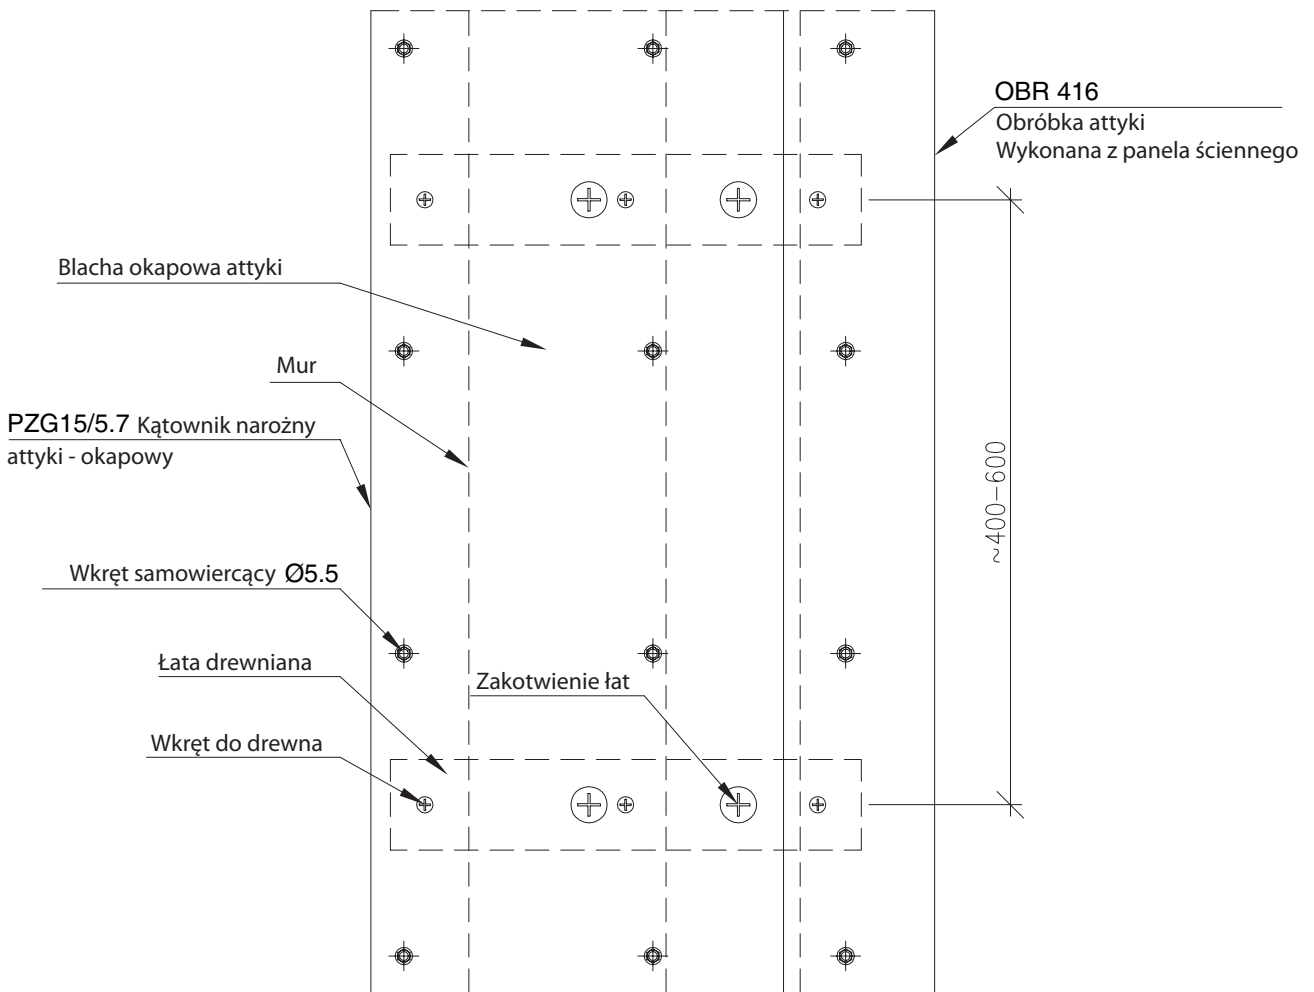 OBR 416
Obróbka attyki
Wykonana z panela ściennego
Blacha okapowa attyki
Mur
PZG15/5.7 Kątownik narożny
attyki - okapowy
~400-600
Wkręt samowiercący Ø5.5
Łata drewniana
Zakotwienie łat
Wkręt do drewna